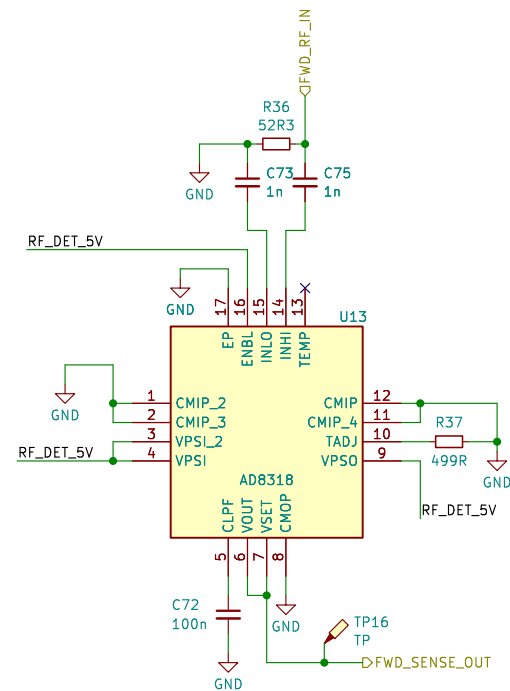 FWD_RF_IN
R36
52R3
C73
1n
C75
1n
GND
RF_DET_5V
GND
17
16
15
14
13
U13
EP
ENBL
INLO
INHI
TEMP
1
CMIP_2
CMIP
12
GND
2
CMIP_3
CMIP_4
11
R37
3
VPSI_2
TADJ
10
RF_DET_5V
4
VPSI
VPSO
9
499R
GND
AD8318
RF_DET_5V
CLPF
VOUT
VSET
CMOP
5
6
7
8
C72
100n
GND
TP16
TP
FWD_SENSE_OUT
GND